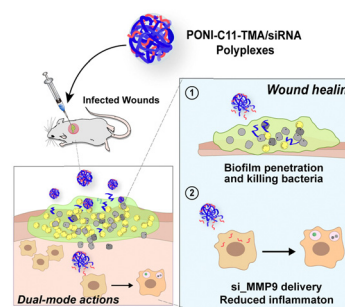 PONI-C11-TMA/siRNA
Polyplexes
Infected Wounds
Wound healin
1
Biofilm penetration
and killing bacteria
2
si_MMP9 delivery
Reduced inflammaton
Dual-mode actions